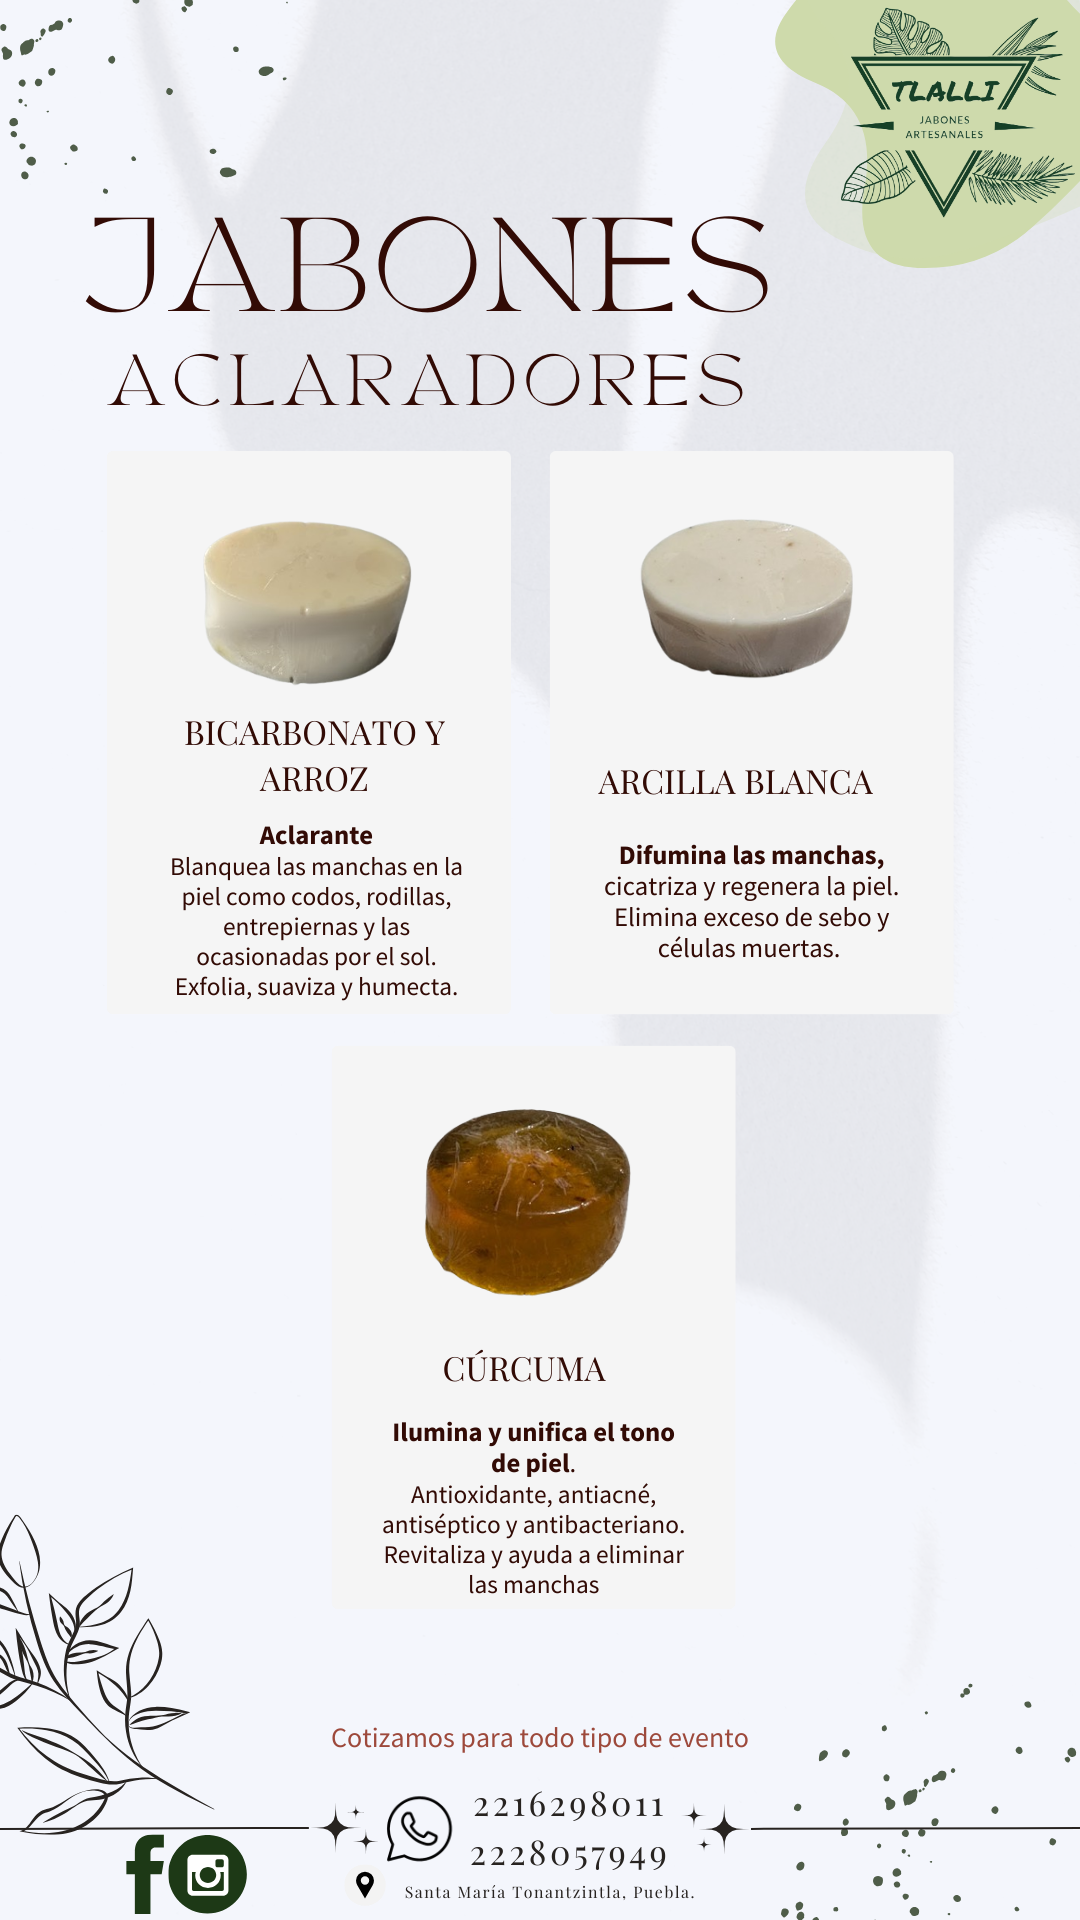 TLALLI
JABONES
ARTESANALES
JABONES
ACLARADORES
BICARBONATO Y
ARROZ
Aclarante
Blanquea las manchas en la
piel como codos, rodillas,
entrepiernas y las
ocasionadas por el sol.
Exfolia, suaviza y humecta.
ARCILLA BLANCA
Difumina las manchas,
cicatriza y regenera la piel.
Elimina exceso de sebo y
células muertas.
CÚRCUMA
Ilumina y unifica el tono
de piel.
Antioxidante, antiacné,
antiséptico y antibacteriano.
Revitaliza y ayuda a eliminar
las manchas
Cotizamos para todo tipo de evento
2216298011
2228057949
Santa María Tonantzintla, Puebla.